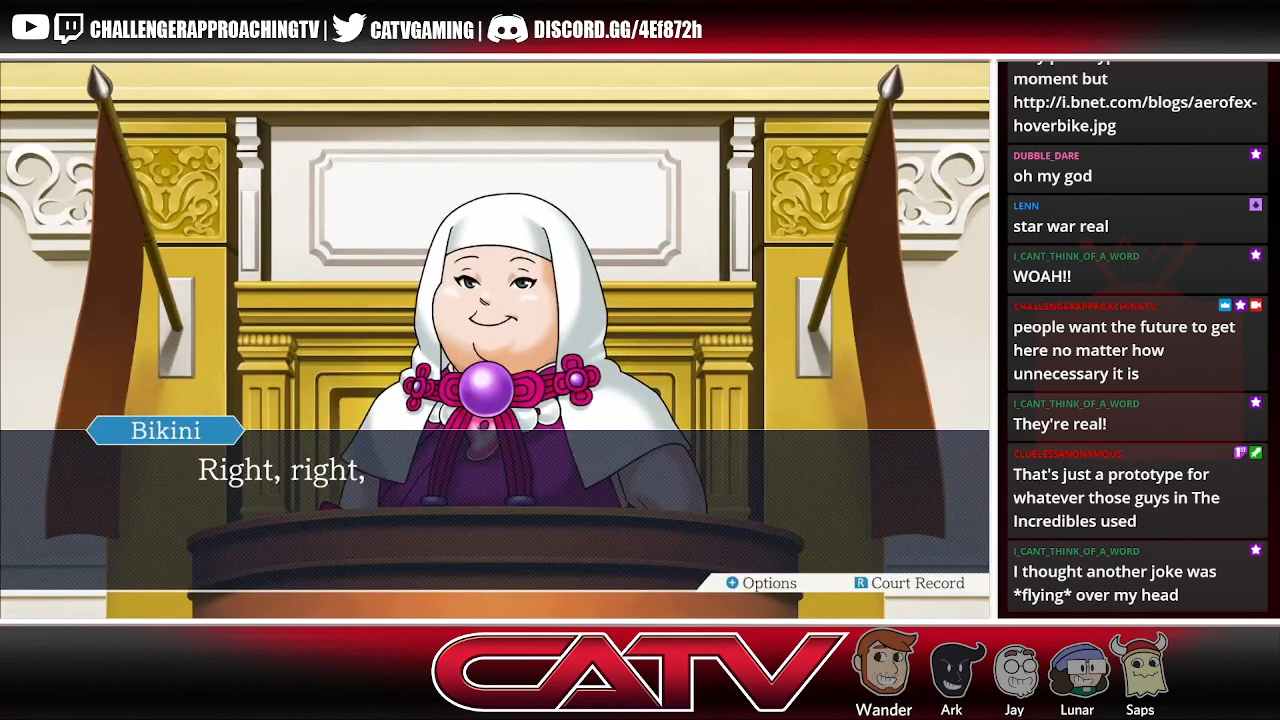 CHALLENGERAPPROACHINGTV | CATVGAMING | DISCORD.GG/4Ef872h
moment but
http://i.bnet.com/blogs/aerofex-
hoverbike.jpg
DUBBLE_DARE
oh my god
LENN
star war real
I_CANT_THINK_OF_A_WORD
WOAH!!
CHALLENGERAPPROACHINGTV
people want the future to get
here no matter how
unnecessary it is
I_CANT_THINK_OF_A_WORD
They're real!
CLUELESSANONYMOUS
That's just a prototype for
whatever those guys in The
Incredibles used
I_CANT_THINK_OF_A_WORD
I thought another joke was
*flying* over my head
Bikini
Right, right,
Options
R Court Record
CATV
Wander
Ark
Jay
Lunar
Saps